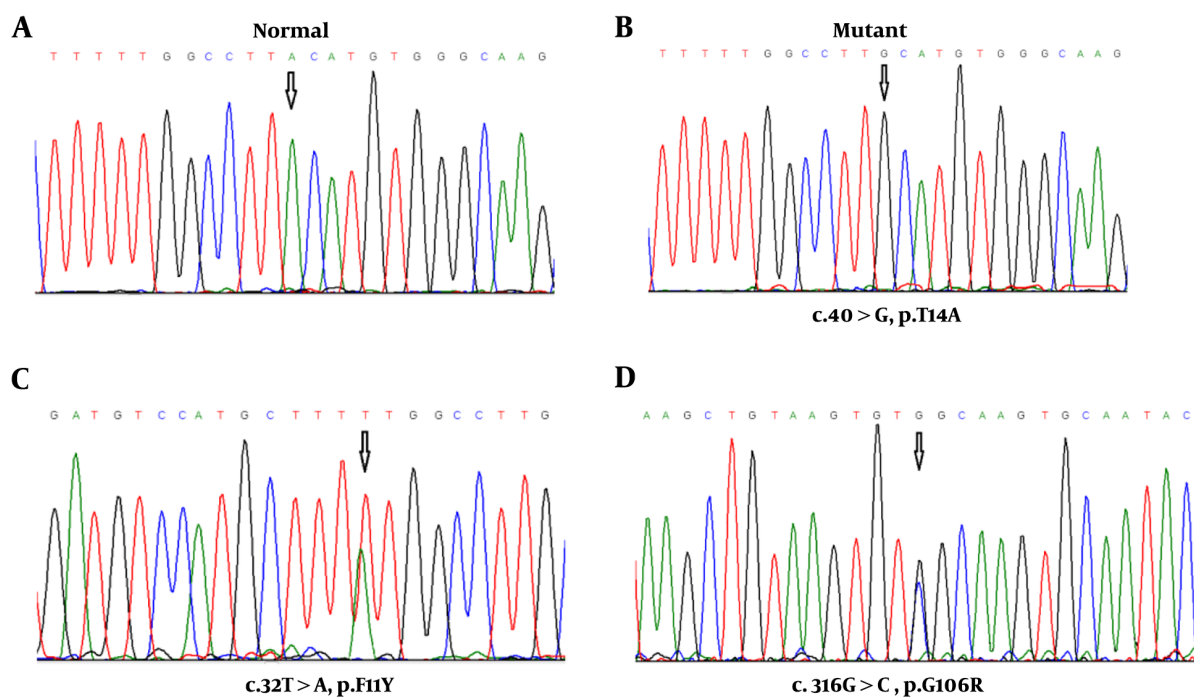 A
Normal
T T T T T G G C C T T A C A T G T G G G C A A G
B
Mutant
T T T T T G G C C T T G C A T G T G G G C A A G
c.40 > G, p.T14A
C
G A T G T C C A T G C T T T T T G G C C T T G
c.32T > A, p.F11Y
D
A A G C T G T A A G T G T G G C A A G T G C A A T A C
c. 316G > C , p.G106R